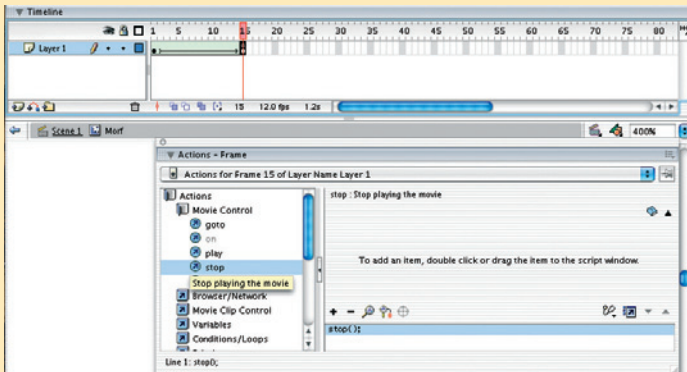 Timeline
1 5 10 15 20 25 30 35 40 45 50 55 60 65 70 75 80
Layer 1
15 12.0 fps 1.2s
Scene 1 Morf 400%
Actions - Frame
Actions for Frame 15 of Layer Name Layer 1
Actions
Movie Control
goto
on
play
stop
Stop playing the movie
Browser/Network
Movie Clip Control
Variables
Conditions/Loops
stop : Stop playing the movie
To add an item, double click or drag the item to the script window.
stop();
Line 1: stop();